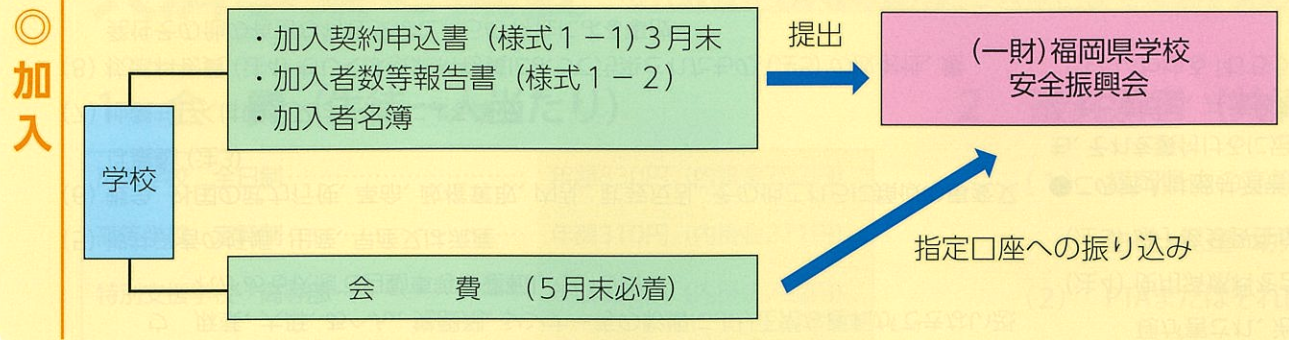 ◎加入
・加入契約申込書（様式１－１）３月末
・加入者数等報告書（様式１－２）
・加入者名簿
提出
（一財）福岡県学校
安全振興会
学校
会　費　（５月末必着）
指定口座への振り込み